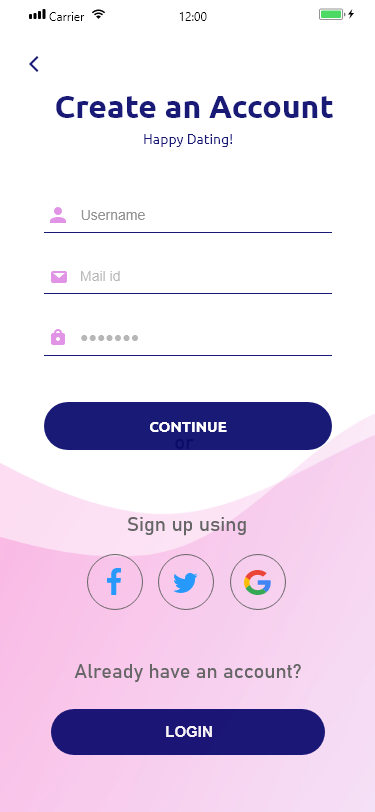 Carrier 12:00
Create an Account
Happy Dating!
Username
Mail id
CONTINUE
or
Sign up using
Already have an account?
LOGIN